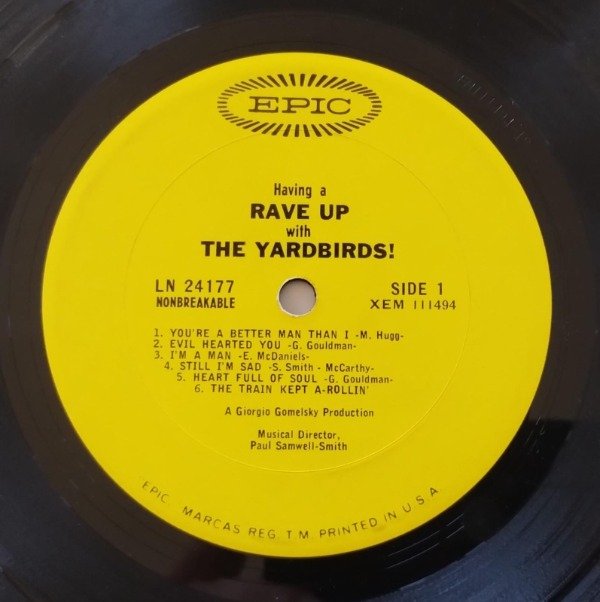 EPIC
Having a
RAVE UP
with
THE YARDBIRDS!
LN 24177
NONBREAKABLE
SIDE 1
XEM 111494
1. YOU'RE A BETTER MAN THAN I -M. Hugg-
2. EVIL HEARTED YOU -G. Gouldman-
3. I'M A MAN -E. McDaniels-
4. STILL I'M SAD -S. Smith - McCarthy-
5. HEART FULL OF SOUL -G. Gouldman-
6. THE TRAIN KEPT A-ROLLIN'
A Giorgio Gomelsky Production
Musical Director,
Paul Samwell-Smith
EPIC. MARCAS REG. T.M. PRINTED IN U.S.A.